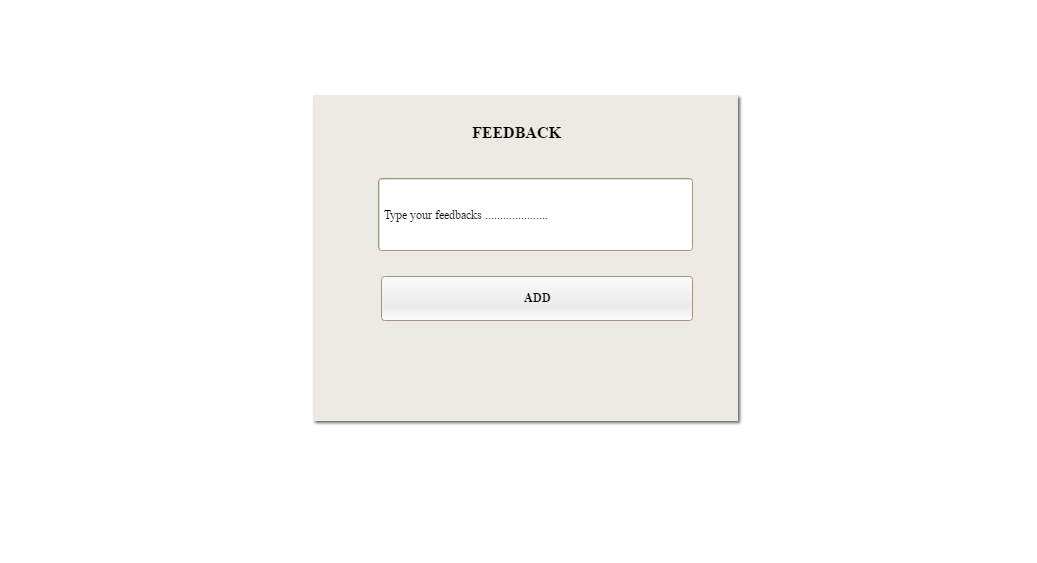 FEEDBACK
Type your feedbacks .....................
ADD